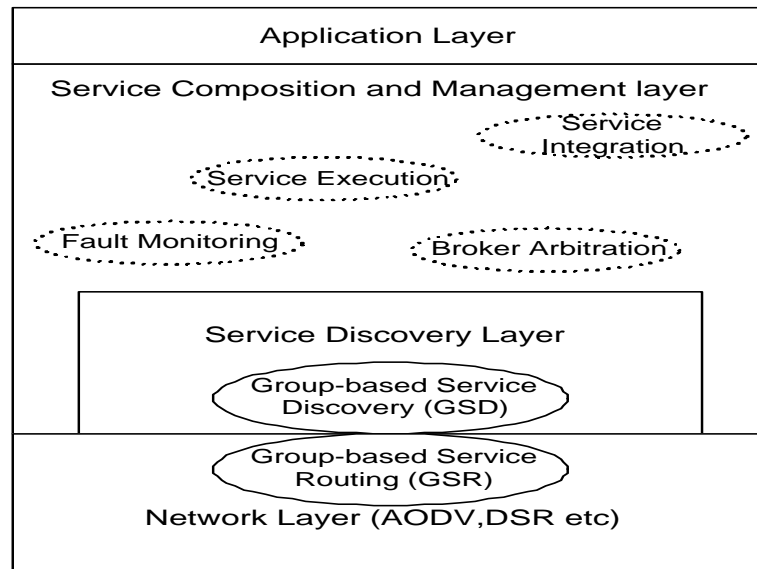 Application Layer
Service Composition and Management layer
Service
Integration
Service Execution
Fault Monitoring
Broker Arbitration
Service Discovery Layer
Group-based Service
Discovery (GSD)
Group-based Service
Routing (GSR)
Network Layer (AODV,DSR etc)